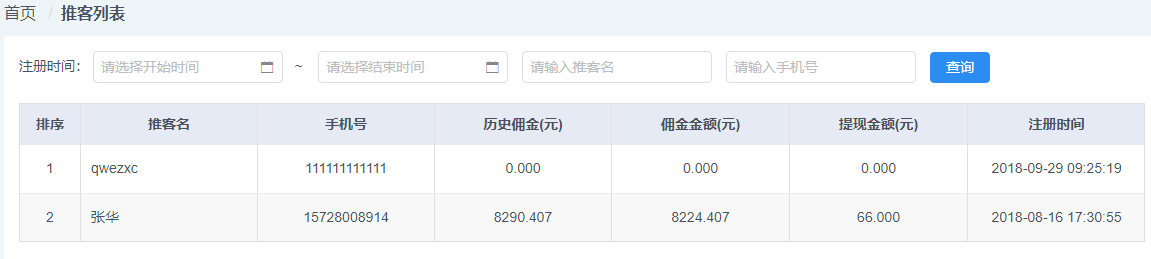 首页 / 推客列表
注册时间： 请选择开始时间 ~ 请选择结束时间 请输入推客名 请输入手机号 查询
排序 推客名 手机号 历史佣金(元) 佣金金额(元) 提现金额(元) 注册时间
1 qwezxc 111111111111 0.000 0.000 0.000 2018-09-29 09:25:19
2 张华 15728008914 8290.407 8224.407 66.000 2018-08-16 17:30:55